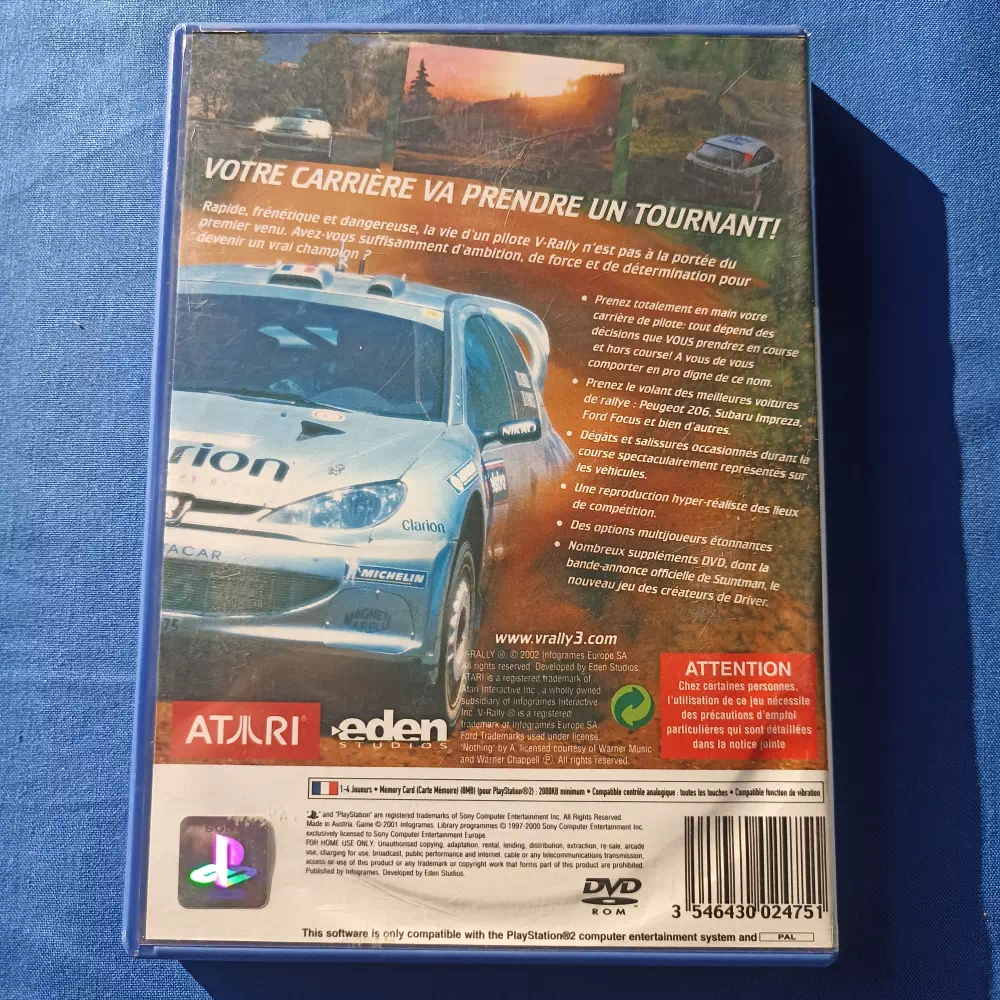 VOTRE CARRIÈRE VA PRENDRE UN TOURNANT!
Rapide, frénétique et dangereuse, la vie d'un pilote V-Rally n'est pas à la portée du
premier venu. Avez-vous suffisamment d'ambition, de force et de détermination pour
devenir un vrai champion ?
• Prenez totalement en main votre
carrière de pilote: tout dépend des
décisions que VOUS prendrez en course
et hors course! A vous de vous
comporter en pro digne de ce nom.
• Prenez le volant des meilleures voitures
de rallye : Peugeot 206, Subaru Impreza,
Ford Focus et bien d'autres.
• Dégâts et salissures occasionnés durant la
course spectaculairement représentés sur
les véhicules.
• Une reproduction hyper-réaliste des lieux
de compétition.
• Des options multijoueurs étonnantes
• Nombreux suppléments DVD, dont la
bande-annonce officielle de Stuntman, le
nouveau jeu des créateurs de Driver.
NIKKO
rion
Clarion
TACAR
MICHELIN
MAGNETI
www.vrally3.com
V-RALLY ®, © 2002 Infogrames Europe SA.
All rights reserved. Developed by Eden Studios.
ATARI is a registered trademark of
Atari Interactive Inc., a wholly owned
subsidiary of Infogrames Interactive
Inc. V-Rally ® is a registered
trademark of Infogrames Europe SA.
Ford Trademarks used under license.
"Nothing" by A. licensed courtesy of Warner Music
and Warner Chappell ℗. All rights reserved.
ATTENTION
Chez certaines personnes,
l'utilisation de ce jeu nécessite
des précautions d'emploi
particulières qui sont détaillées
dans la notice jointe
ATARI®
eden
STUDIOS
1-4 Joueurs • Memory Card (Carte Mémoire) (8MB) (pour PlayStation®2) : 2000KB minimum • Compatible contrôle analogique : toutes les touches • Compatible fonction de vibration
" " and "PlayStation" are registered trademarks of Sony Computer Entertainment Inc. All Rights Reserved.
Made in Austria. Game © 2001 Infogrames. Library programmes © 1997-2000 Sony Computer Entertainment Inc.
exclusively licensed to Sony Computer Entertainment Europe.
FOR HOME USE ONLY. Unauthorised copying, adaptation, rental, lending, distribution, extraction, re-sale, arcade
use, charging for use, broadcast, public performance and internet, cable or any telecommunications transmission,
access or use of this product or any trademark or copyright work that forms part of this product are prohibited.
Published by Infogrames. Developed by Eden Studios.
SONY
DVD
ROM
3 546430 024751
This software is only compatible with the PlayStation®2 computer entertainment system and PAL